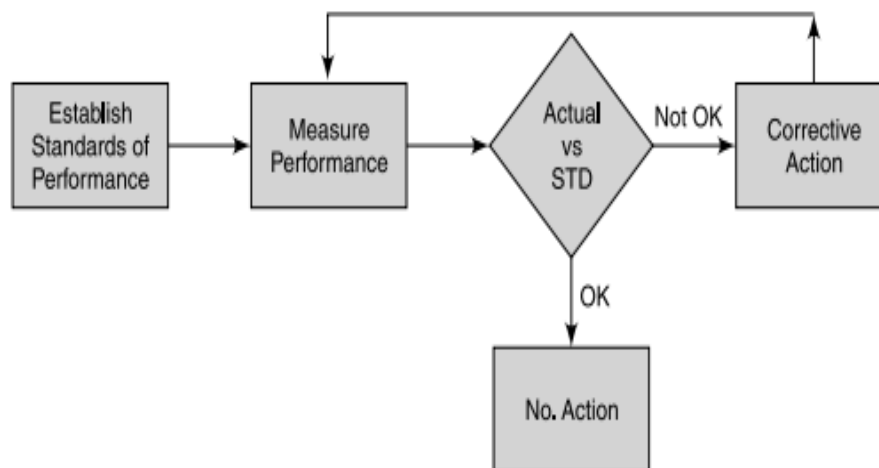 Establish
Standards of
Performance
Measure
Performance
Actual
vs
STD
Not OK
Corrective
Action
OK
No. Action